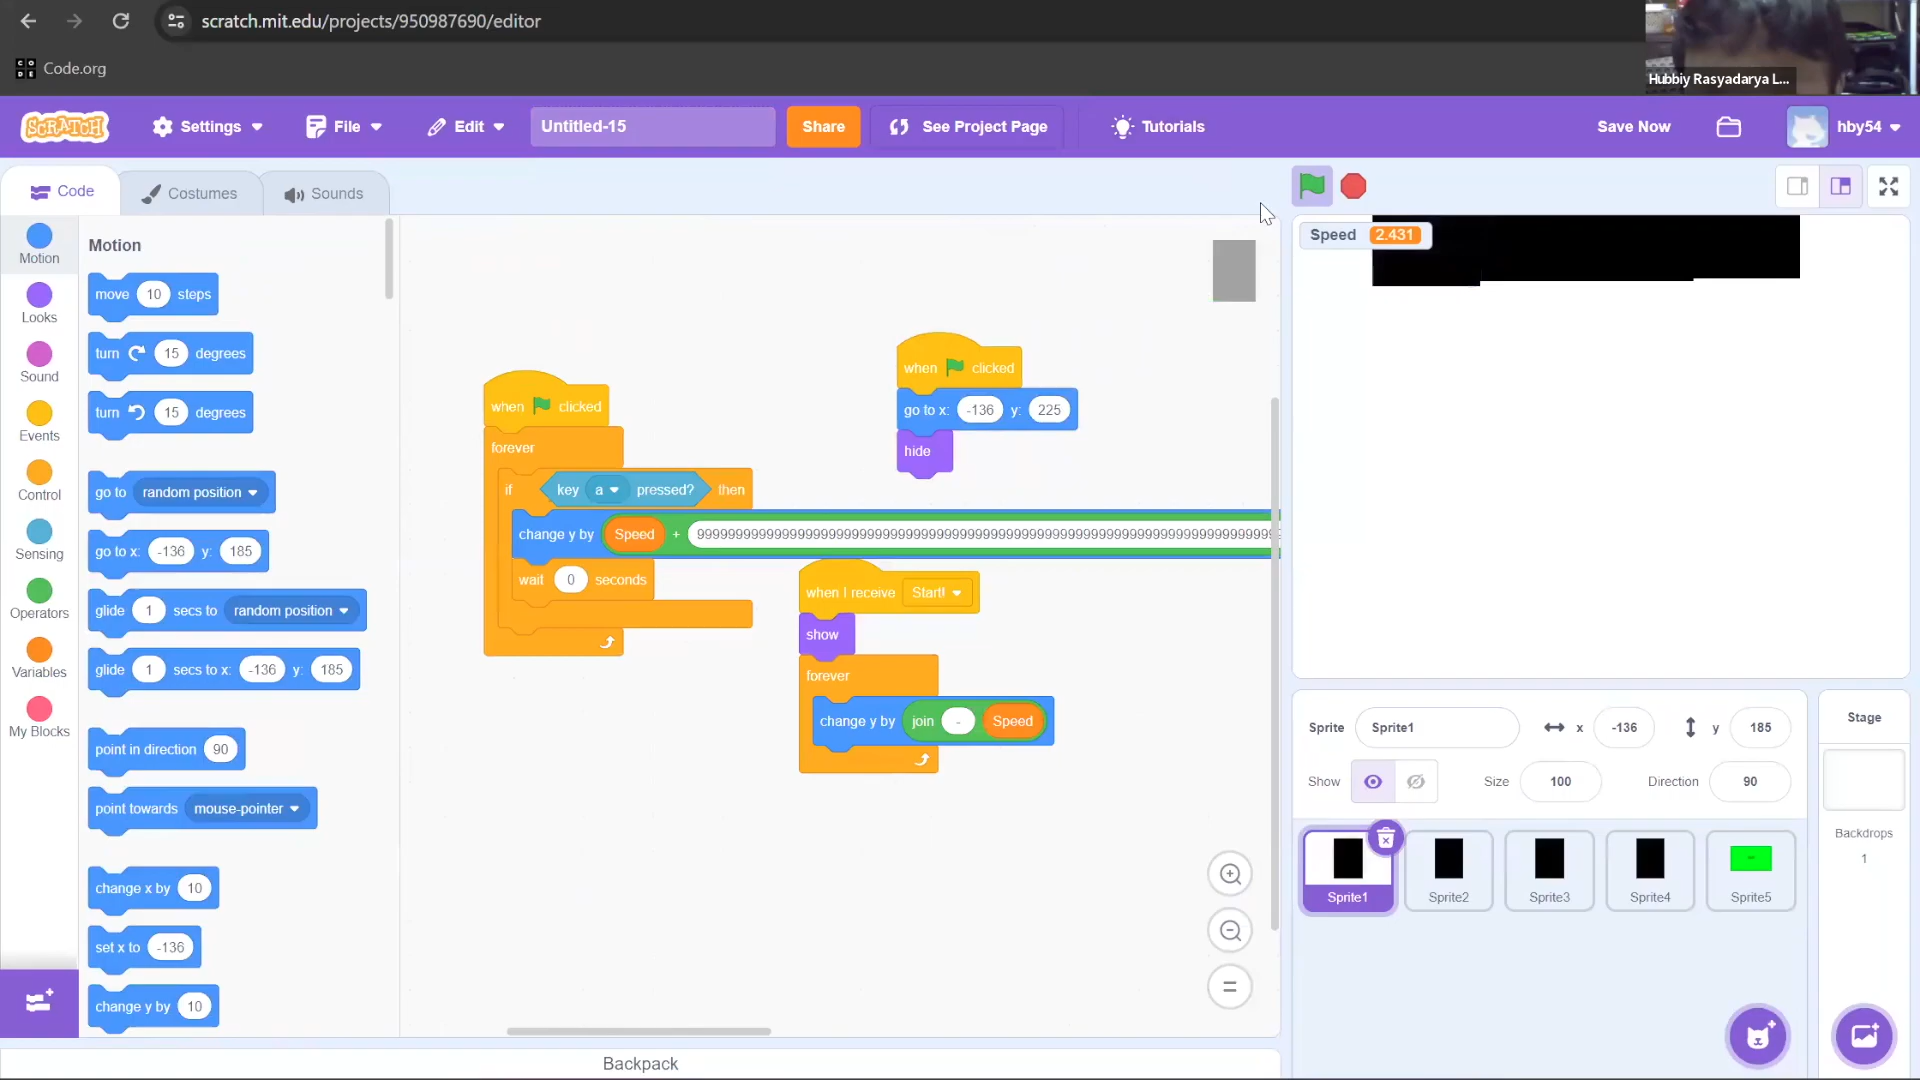 scratch.mit.edu/projects/950987690/editor
Code.org
Hubbiy Rasyadarya L...
SCRATCH
Settings
File
Edit
Untitled-15
Share
See Project Page
Tutorials
Save Now
hby54
Code
Costumes
Sounds
Motion
Looks
Sound
Events
Control
Sensing
Operators
Variables
My Blocks
Motion
move 10 steps
turn 15 degrees
turn 15 degrees
go to random position
go to x: -136 y: 185
glide 1 secs to random position
glide 1 secs to x: -136 y: 185
point in direction 90
point towards mouse-pointer
change x by 10
set x to -136
change y by 10
when clicked
forever
if key a pressed? then
change y by Speed +
wait 0 seconds
when clicked
go to x: -136 y: 225
hide
when I receive Start!
show
forever
change y by join - Speed
Speed 2.431
Sprite Sprite1 x -136 y 185
Show Size 100 Direction 90
Sprite1
Sprite2
Sprite3
Sprite4
Sprite5
Stage
Backdrops
1
Backpack